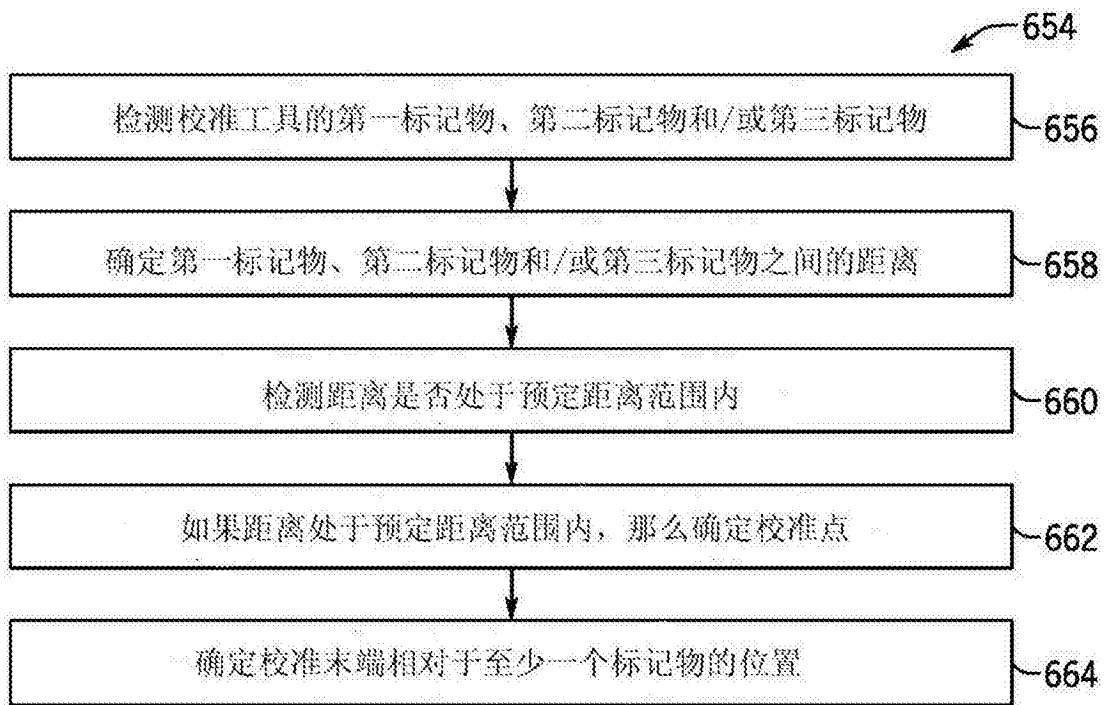 654
检测校准工具的第一标记物、第二标记物和/或第三标记物
656
确定第一标记物、第二标记物和/或第三标记物之间的距离
658
检测距离是否处于预定距离范围内
660
如果距离处于预定距离范围内，那么确定校准点
662
确定校准末端相对于至少一个标记物的位置
664